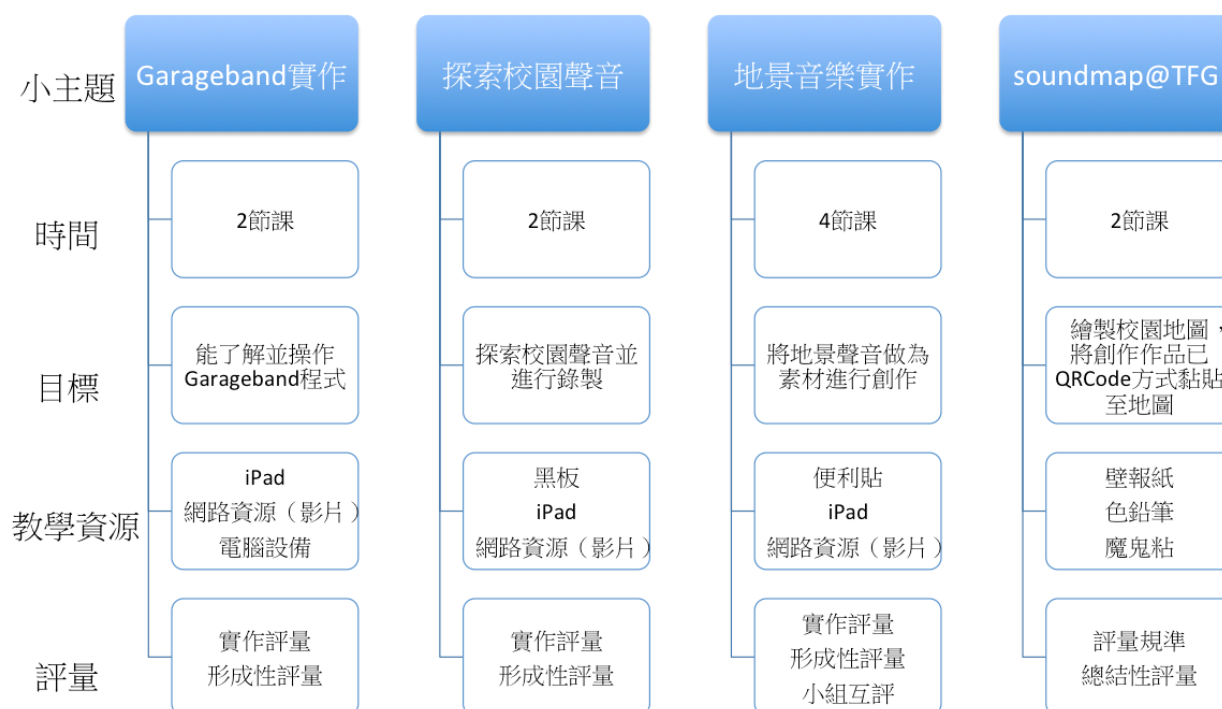 小主題
Garageband實作
探索校園聲音
地景音樂實作
soundmap@TFG
時間
2節課
2節課
4節課
2節課
目標
能了解並操作
Garageband程式
探索校園聲音並
進行錄製
將地景聲音做為
素材進行創作
繪製校園地圖，
將創作作品已
QRCode方式黏貼
至地圖
教學資源
iPad
網路資源（影片）
電腦設備
黑板
iPad
網路資源（影片）
便利貼
iPad
網路資源（影片）
壁報紙
色鉛筆
魔鬼粘
評量
實作評量
形成性評量
實作評量
形成性評量
實作評量
形成性評量
小組互評
評量規準
總結性評量